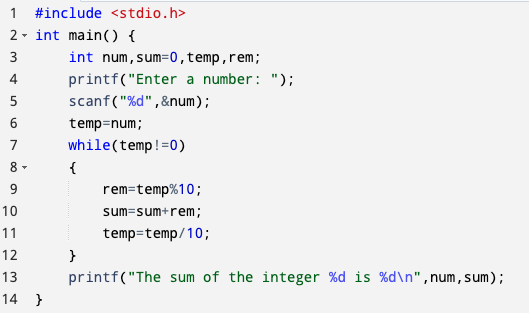 1 #include <stdio.h>
2 int main() {
3     int num,sum=0,temp,rem;
4     printf("Enter a number: ");
5     scanf("%d",&num);
6     temp=num;
7     while(temp!=0)
8     {
9         rem=temp%10;
10         sum=sum+rem;
11         temp=temp/10;
12     }
13     printf("The sum of the integer %d is %d\n",num,sum);
14 }